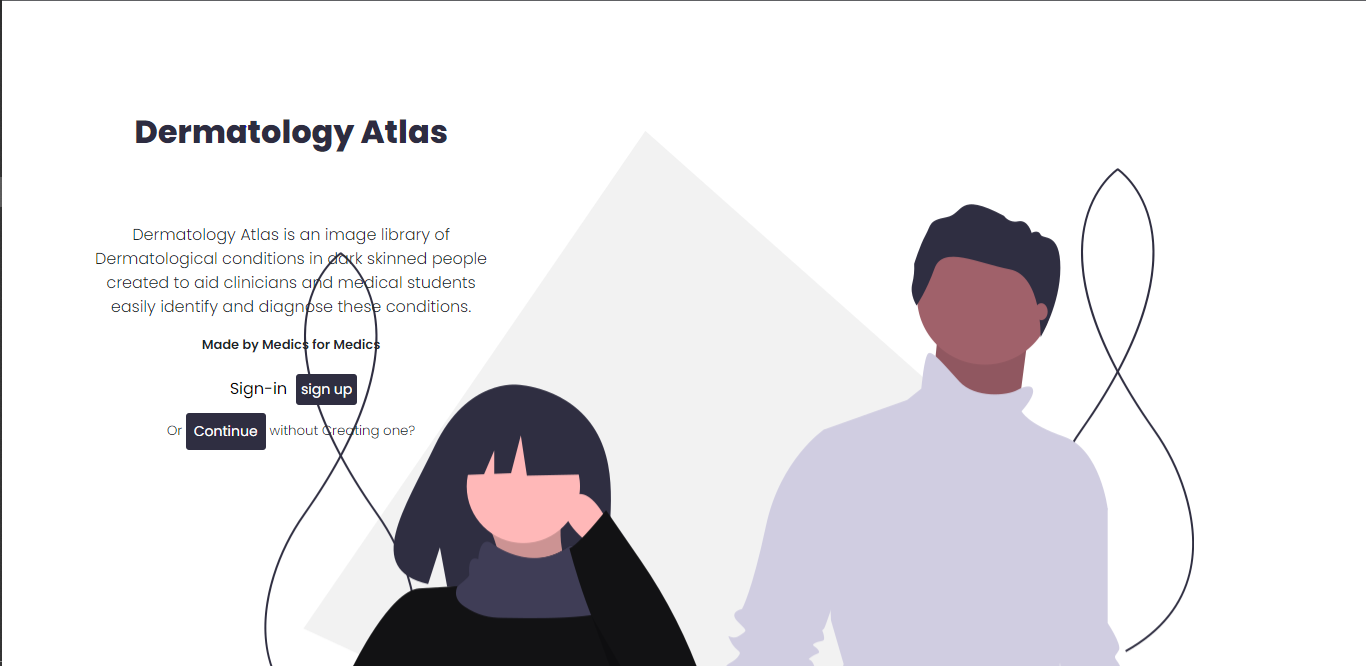 Dermatology Atlas
Dermatology Atlas is an image library of
Dermatological conditions in dark skinned people
created to aid clinicians and medical students
easily identify and diagnose these conditions.
Made by Medics for Medics
Sign-in sign up
Or Continue without Creating one?